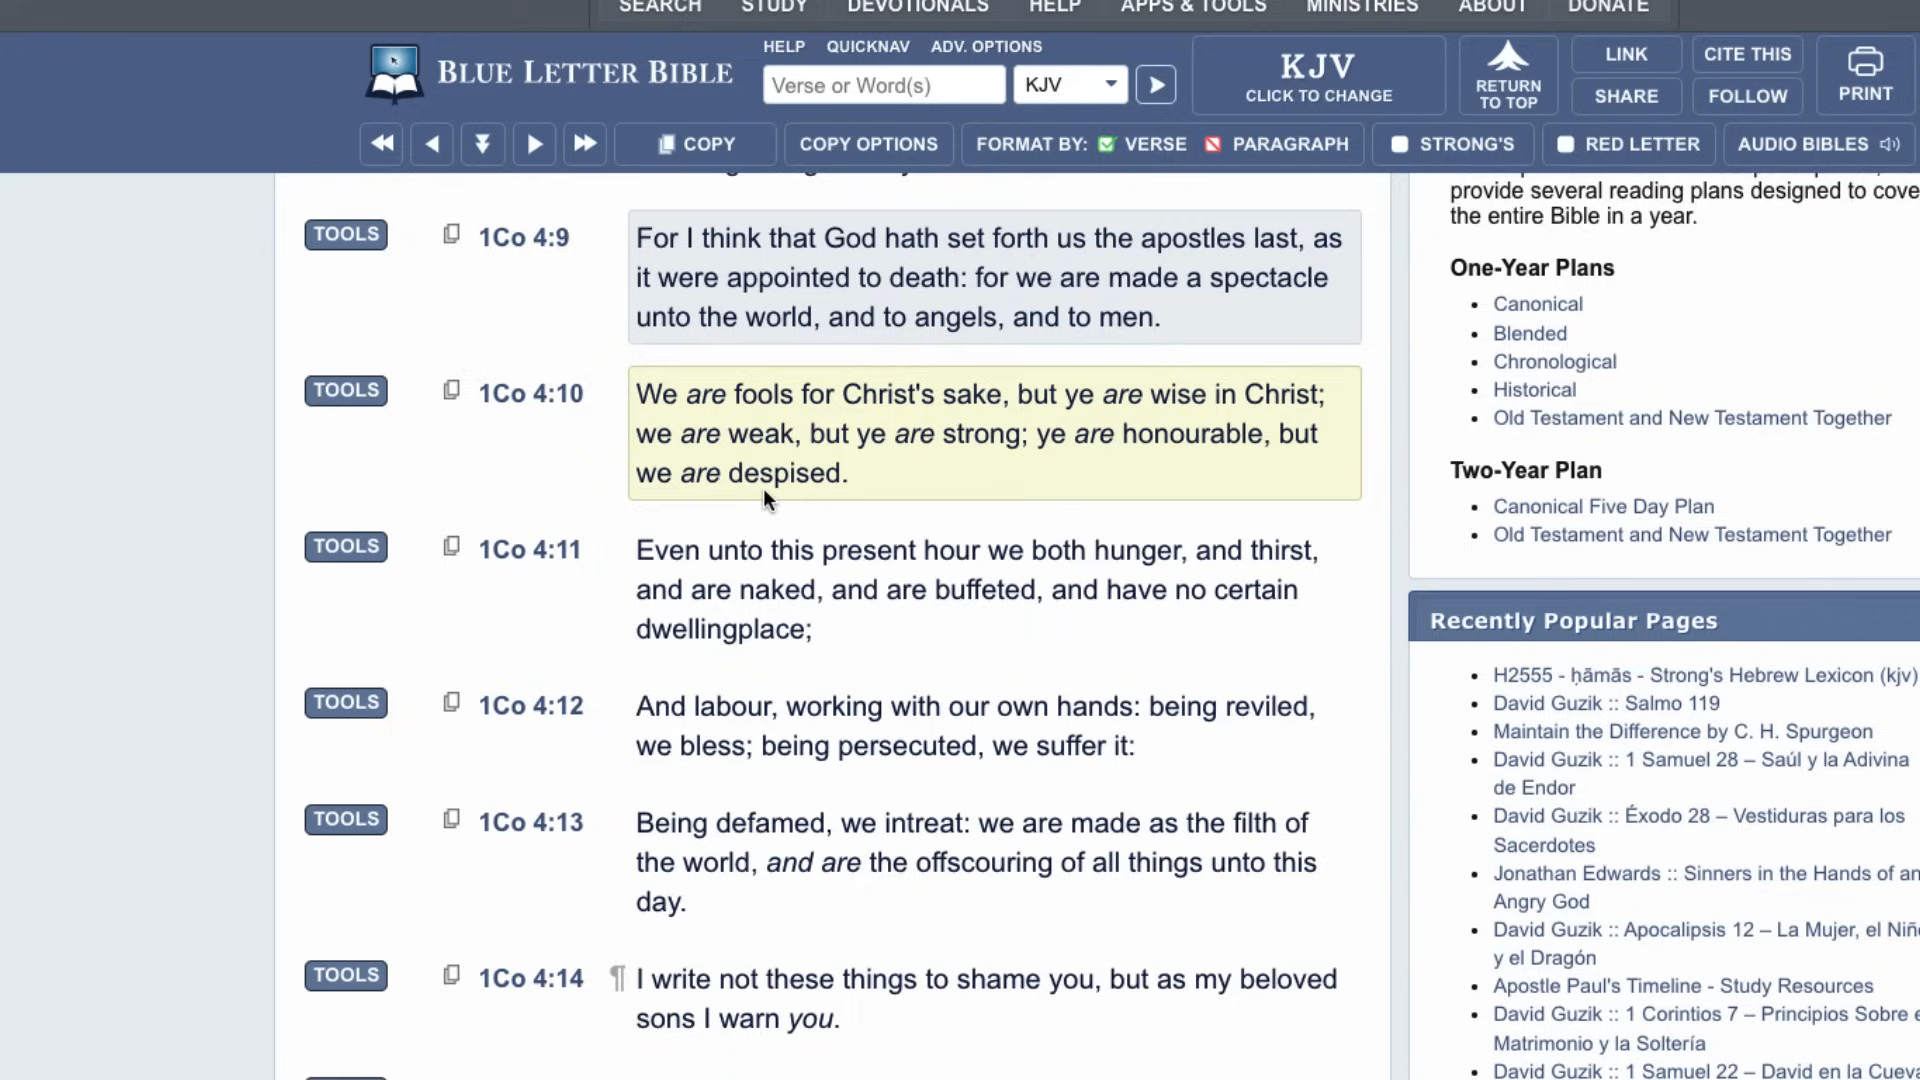 SEARCH STUDY DEVOTIONALS HELP APPS & TOOLS MINISTRIES ABOUT DONATE
BLUE LETTER BIBLE
HELP QUICKNAV ADV. OPTIONS
Verse or Word(s) KJV
KJV
CLICK TO CHANGE
RETURN
TO TOP
LINK CITE THIS
SHARE FOLLOW
PRINT
COPY COPY OPTIONS FORMAT BY: VERSE PARAGRAPH STRONG'S RED LETTER AUDIO BIBLES
TOOLS 1Co 4:9 For I think that God hath set forth us the apostles last, as
it were appointed to death: for we are made a spectacle
unto the world, and to angels, and to men.
TOOLS 1Co 4:10 We are fools for Christ's sake, but ye are wise in Christ;
we are weak, but ye are strong; ye are honourable, but
we are despised.
TOOLS 1Co 4:11 Even unto this present hour we both hunger, and thirst,
and are naked, and are buffeted, and have no certain
dwellingplace;
TOOLS 1Co 4:12 And labour, working with our own hands: being reviled,
we bless; being persecuted, we suffer it:
TOOLS 1Co 4:13 Being defamed, we intreat: we are made as the filth of
the world, and are the offscouring of all things unto this
day.
TOOLS 1Co 4:14 ¶ I write not these things to shame you, but as my beloved
sons I warn you.
provide several reading plans designed to cove
the entire Bible in a year.
One-Year Plans
• Canonical
• Blended
• Chronological
• Historical
• Old Testament and New Testament Together
Two-Year Plan
• Canonical Five Day Plan
• Old Testament and New Testament Together
Recently Popular Pages
• H2555 - ḥāmās - Strong's Hebrew Lexicon (kjv)
• David Guzik :: Salmo 119
• Maintain the Difference by C. H. Spurgeon
• David Guzik :: 1 Samuel 28 – Saúl y la Adivina
de Endor
• David Guzik :: Éxodo 28 – Vestiduras para los
Sacerdotes
• Jonathan Edwards :: Sinners in the Hands of an
Angry God
• David Guzik :: Apocalipsis 12 – La Mujer, el Niñ
y el Dragón
• Apostle Paul's Timeline - Study Resources
• David Guzik :: 1 Corintios 7 – Principios Sobre e
Matrimonio y la Soltería
• David Guzik :: 1 Samuel 22 – David en la Cueva